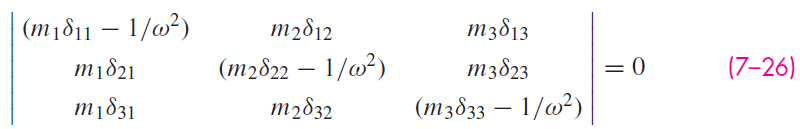 | (m₁δ₁₁ − 1/ω²) m₂δ₁₂ m₃δ₁₃ |
| m₁δ₂₁ (m₂δ₂₂ − 1/ω²) m₃δ₂₃ | = 0 (7–26)
| m₁δ₃₁ m₂δ₃₂ (m₃δ₃₃ − 1/ω²) |